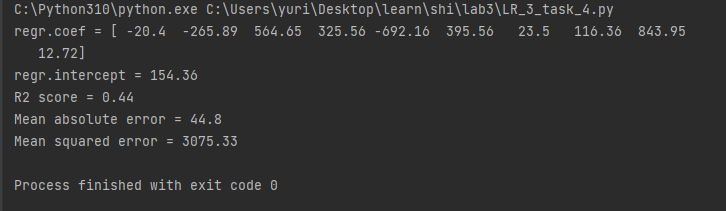 C:\Python310\python.exe C:\Users\yuri\Desktop\learn\shi\lab3\LR_3_task_4.py
regr.coef = [ -20.4  -265.89  564.65  325.56 -692.16  395.56   23.5   116.36  843.95
   12.72]
regr.intercept = 154.36
R2 score = 0.44
Mean absolute error = 44.8
Mean squared error = 3075.33
Process finished with exit code 0